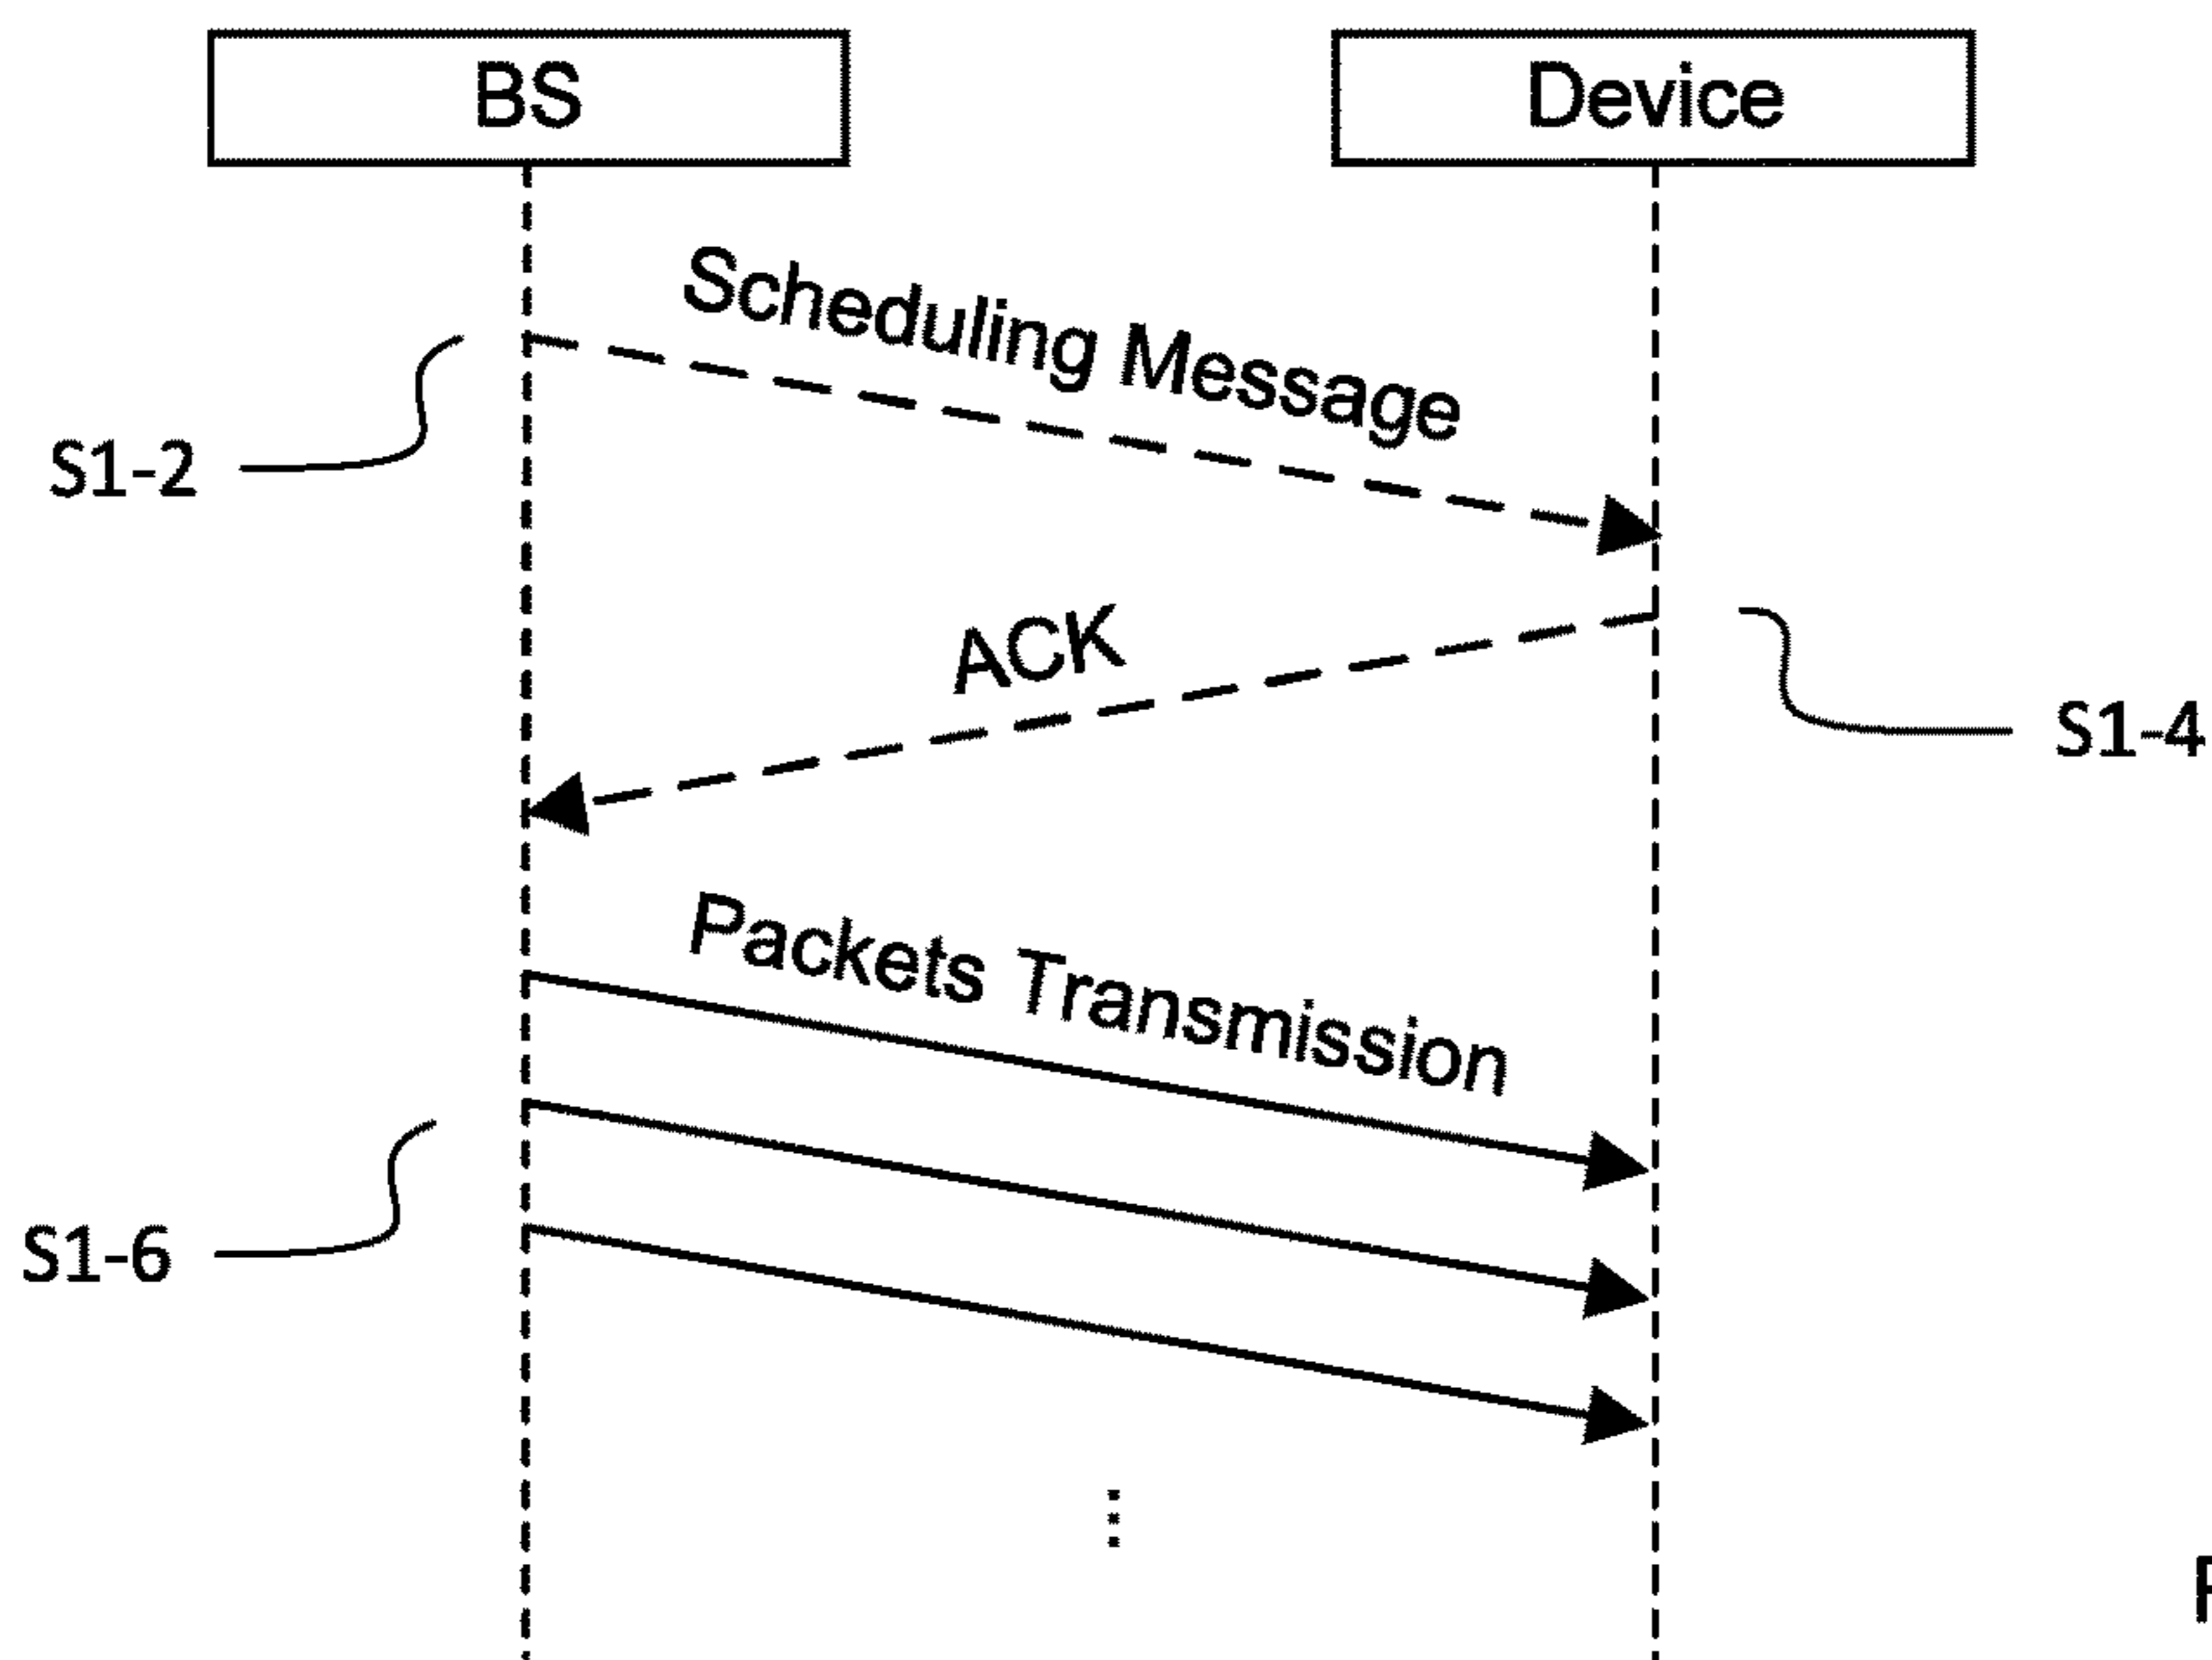 BS
Device
Scheduling Message
S1-2
ACK
S1-4
Packets Transmission
S1-6